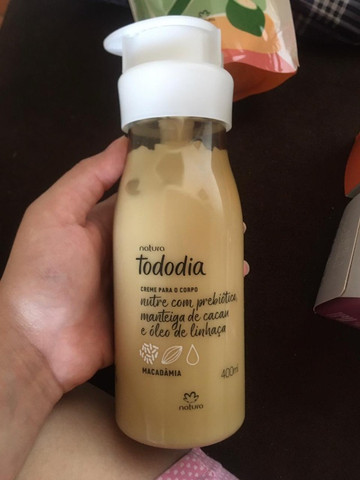 natura
tododia
CREME PARA O CORPO
nutre com prebiótico,
manteiga de cacau
e óleo de linhaça
MACADÂMIA
400ml
natura